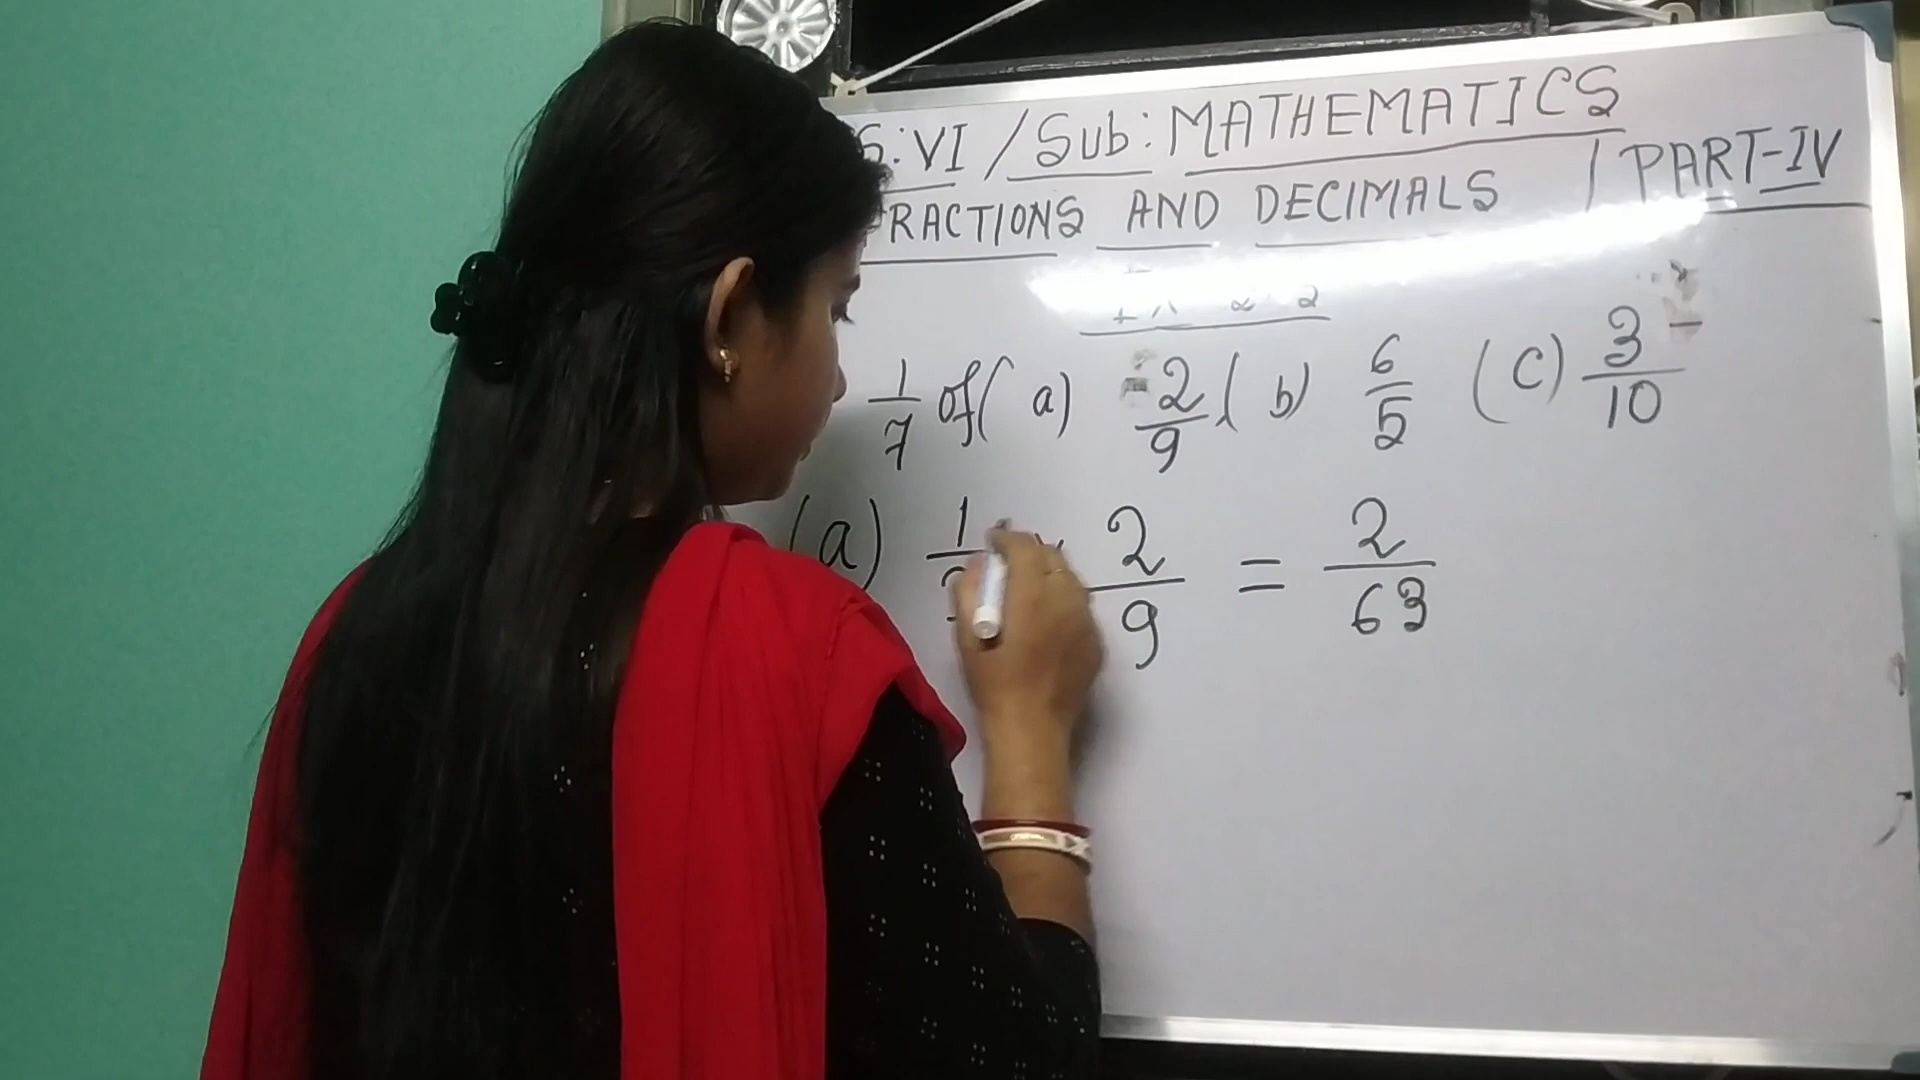 S:VI / Sub: MATHEMATICS
RACTIONS AND DECIMALS / PART-IV
1/7 of (a) 2/9 (b) 6/5 (c) 3/10
(a) 1/ × 2/9 = 2/63